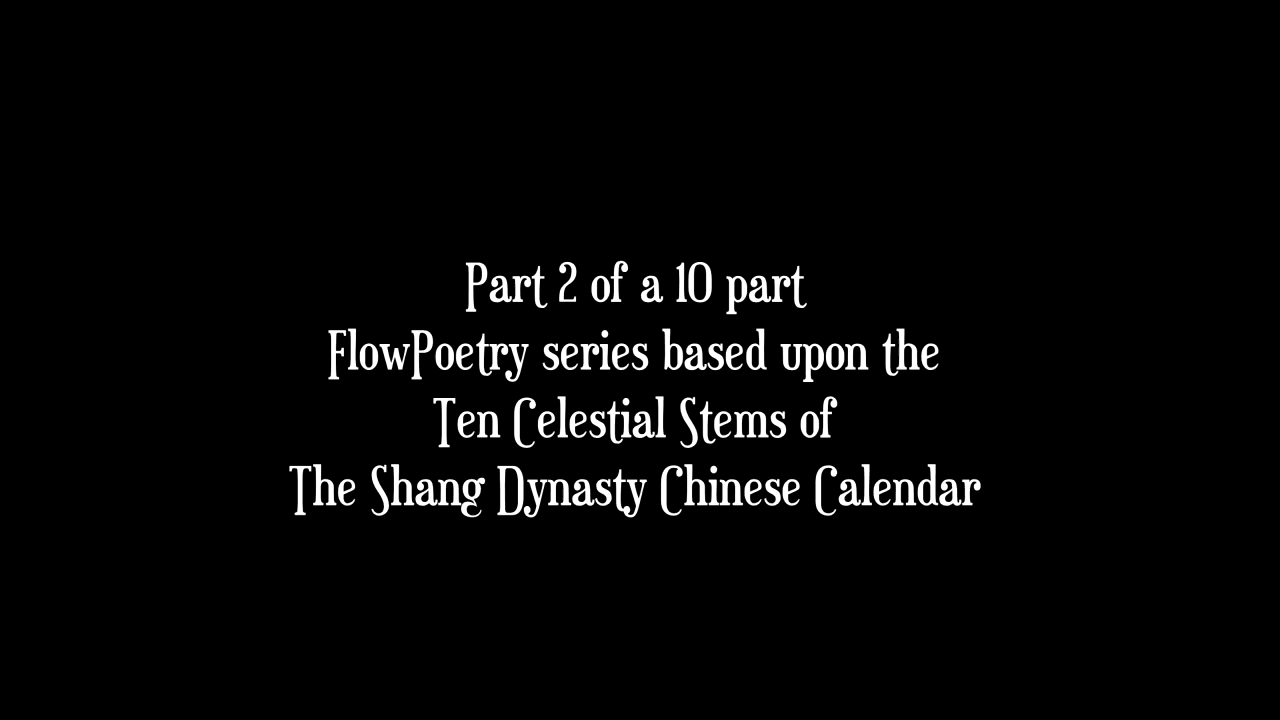 Part 2 of a 10 part
FlowPoetry series based upon the
Ten Celestial Stems of
The Shang Dynasty Chinese Calendar